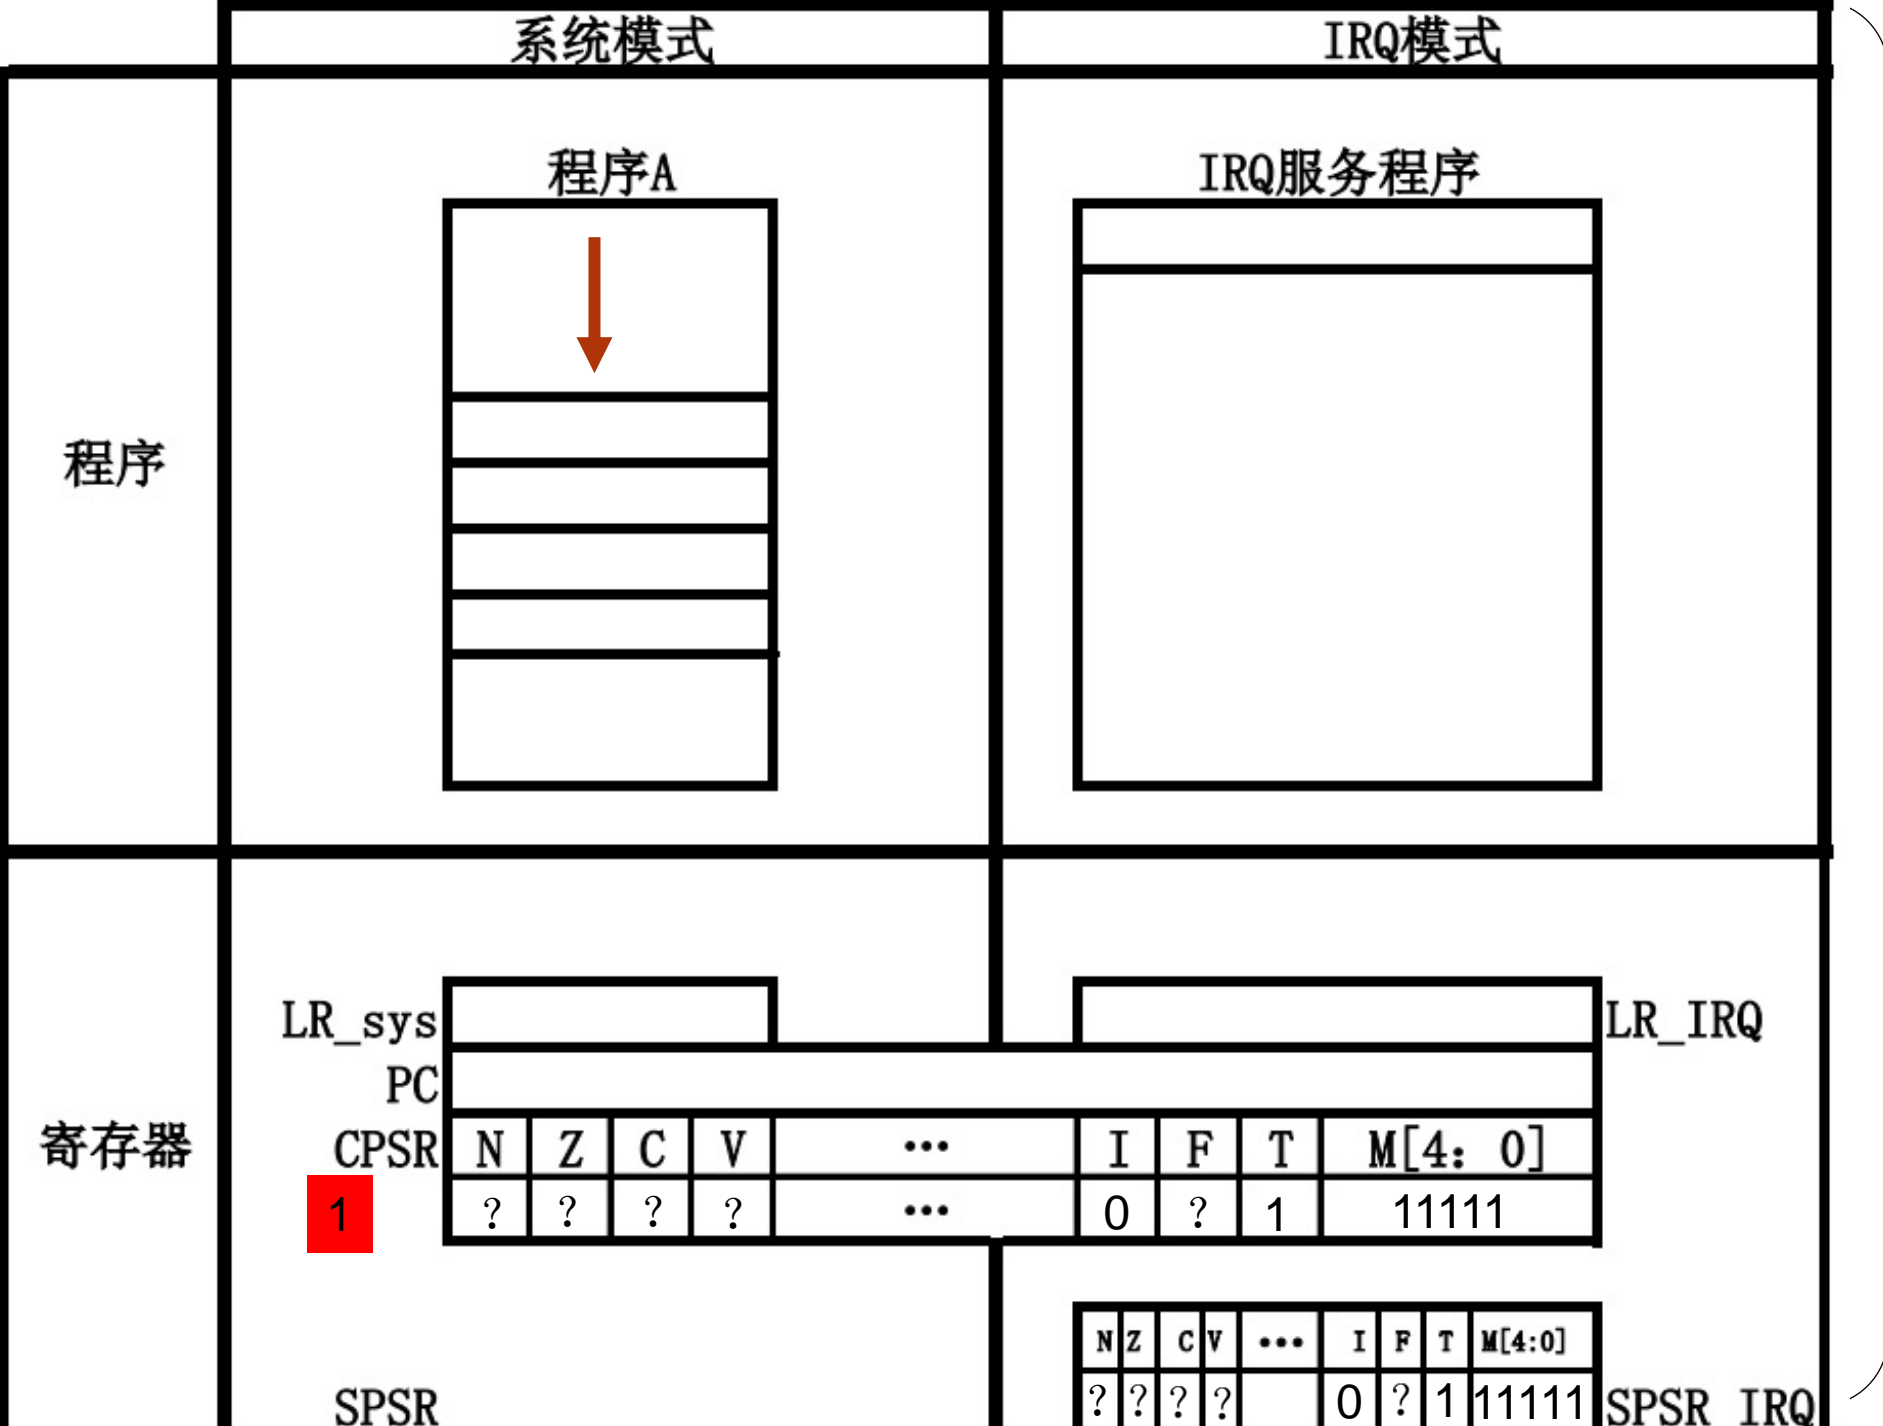 系统模式 IRQ模式
程序A IRQ服务程序
程序
LR_sys LR_IRQ
PC
寄存器 CPSR N Z C V ··· I F T M[4: 0]
1 ? ? ? ? ··· 0 ? 1 11111
N Z C V ··· I F T M[4:0]
SPSR ? ? ? ? 0 ? 1 11111 SPSR_IRQ